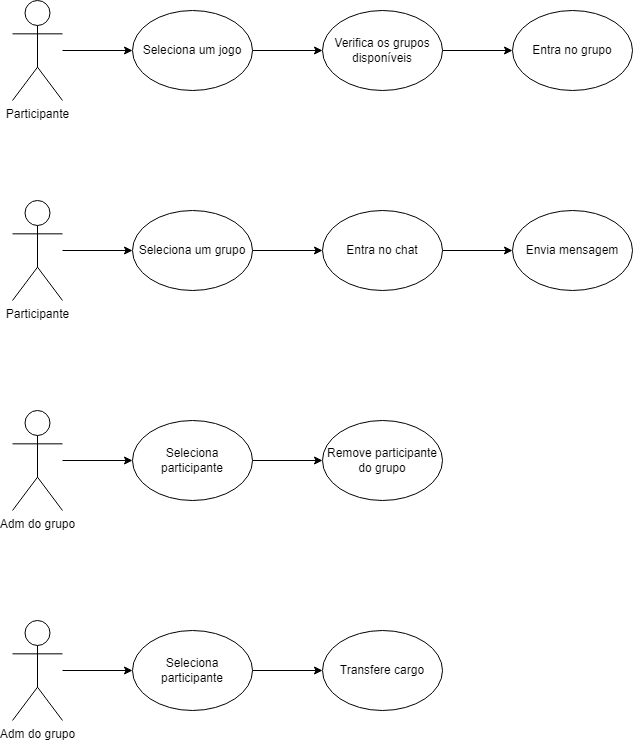 Seleciona um jogo
Verifica os grupos
disponíveis
Entra no grupo
Participante
Seleciona um grupo
Entra no chat
Envia mensagem
Participante
Seleciona
participante
Remove participante
do grupo
Adm do grupo
Seleciona
participante
Transfere cargo
Adm do grupo